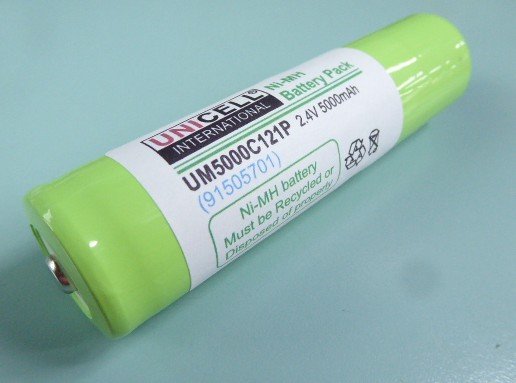 UNICELL®
INTERNATIONAL
Ni-MH
Battery Pack
UM5000C121P 2.4V 5000mAh
(91505701)
Ni-MH battery
Must be Recycled or
Disposed of property